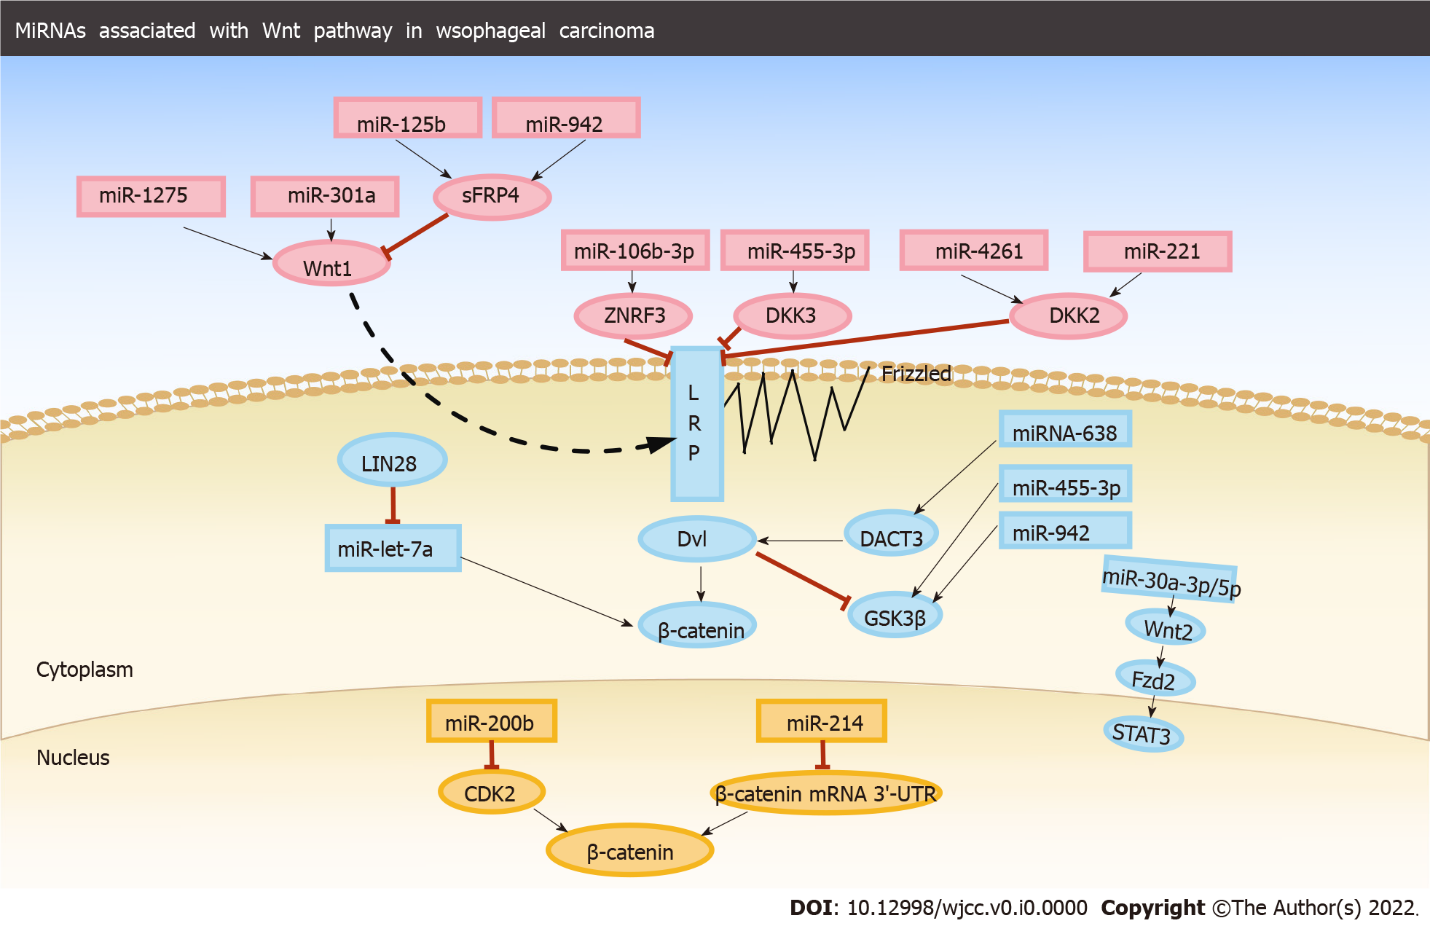 MiRNAs assaciated with Wnt pathway in wsophageal carcinoma
miR-125b
miR-942
miR-1275
miR-301a
sFRP4
Wnt1
miR-106b-3p
miR-455-3p
miR-4261
miR-221
ZNRF3
DKK3
DKK2
Frizzled
L
R
P
miRNA-638
LIN28
miR-455-3p
miR-942
miR-let-7a
Dvl
DACT3
miR-30a-3p/5p
GSK3β
β-catenin
Wnt2
Cytoplasm
Fzd2
STAT3
miR-200b
miR-214
Nucleus
CDK2
β-catenin mRNA 3'-UTR
β-catenin
DOI: 10.12998/wjcc.v0.i0.0000 Copyright ©The Author(s) 2022.